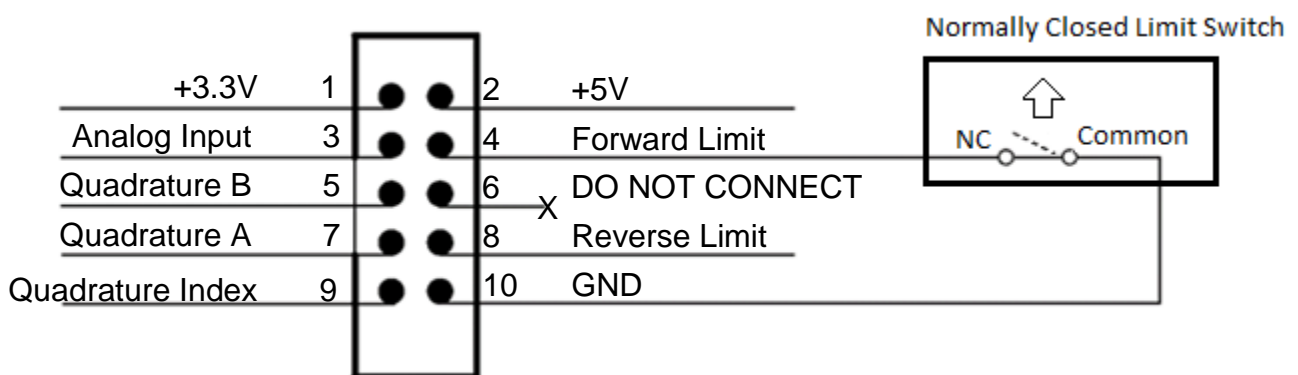 Normally Closed Limit Switch
+3.3V 1 2 +5V
Analog Input 3 4 Forward Limit NC Common
Quadrature B 5 6 X DO NOT CONNECT
Quadrature A 7 8 Reverse Limit
Quadrature Index 9 10 GND